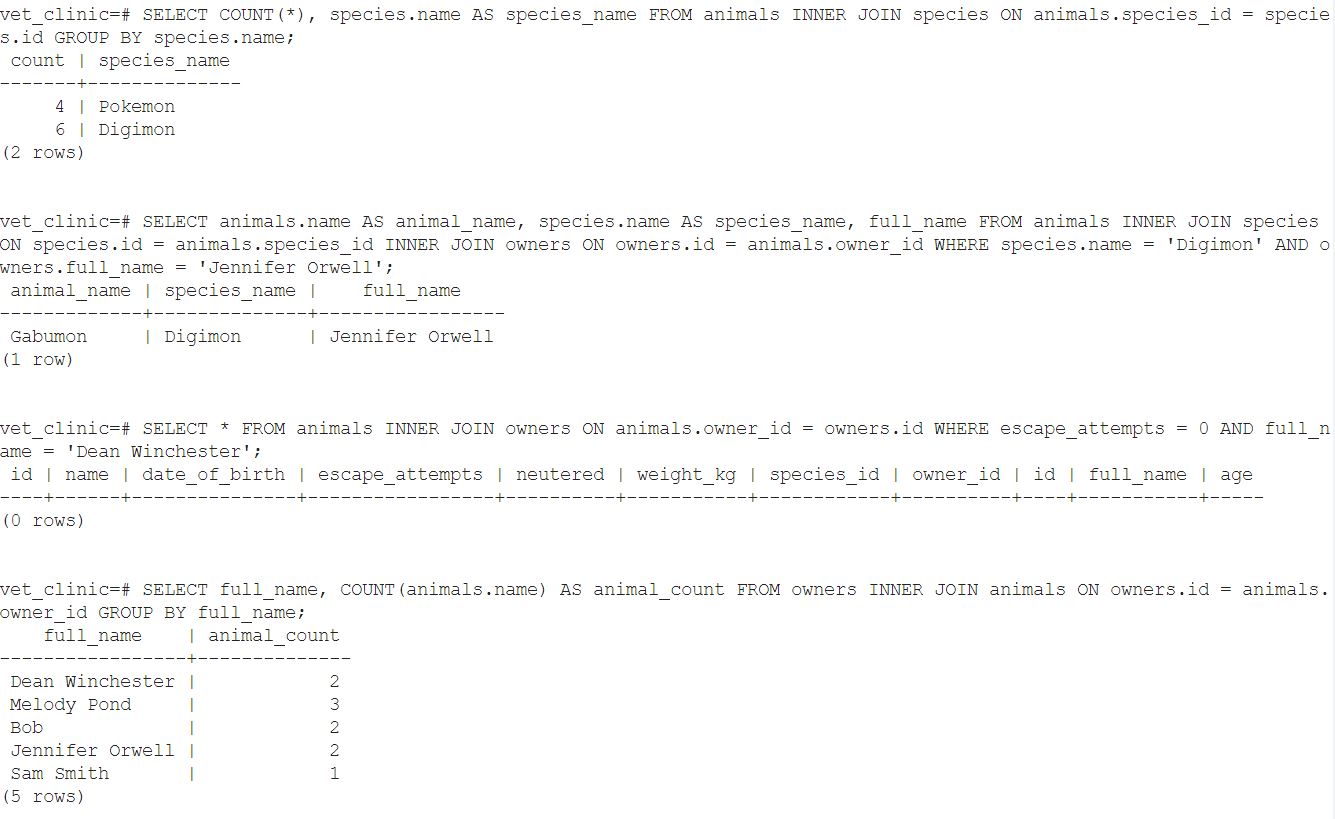 vet_clinic=# SELECT COUNT(*), species.name AS species_name FROM animals INNER JOIN species ON animals.species_id = specie
s.id GROUP BY species.name;
 count | species_name
-------+--------------
     4 | Pokemon
     6 | Digimon
(2 rows)

vet_clinic=# SELECT animals.name AS animal_name, species.name AS species_name, full_name FROM animals INNER JOIN species
ON species.id = animals.species_id INNER JOIN owners ON owners.id = animals.owner_id WHERE species.name = 'Digimon' AND o
wners.full_name = 'Jennifer Orwell';
 animal_name | species_name |    full_name
-------------+--------------+-----------------
 Gabumon     | Digimon      | Jennifer Orwell
(1 row)

vet_clinic=# SELECT * FROM animals INNER JOIN owners ON animals.owner_id = owners.id WHERE escape_attempts = 0 AND full_n
ame = 'Dean Winchester';
 id | name | date_of_birth | escape_attempts | neutered | weight_kg | species_id | owner_id | id | full_name | age
----+------+---------------+-----------------+----------+-----------+------------+----------+----+-----------+-----
(0 rows)

vet_clinic=# SELECT full_name, COUNT(animals.name) AS animal_count FROM owners INNER JOIN animals ON owners.id = animals.
owner_id GROUP BY full_name;
    full_name    | animal_count
-----------------+--------------
 Dean Winchester |            2
 Melody Pond     |            3
 Bob             |            2
 Jennifer Orwell |            2
 Sam Smith       |            1
(5 rows)